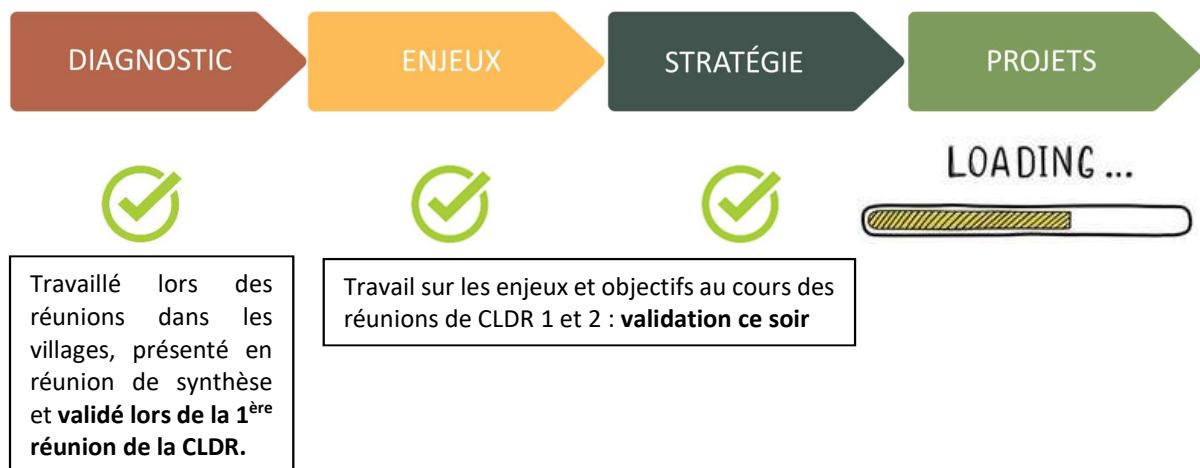 DIAGNOSTIC
ENJEUX
STRATÉGIE
PROJETS
LOADING ...
Travaillé lors des
réunions dans les
villages, présenté en
réunion de synthèse
et validé lors de la 1ère
réunion de la CLDR.
Travail sur les enjeux et objectifs au cours des
réunions de CLDR 1 et 2 : validation ce soir